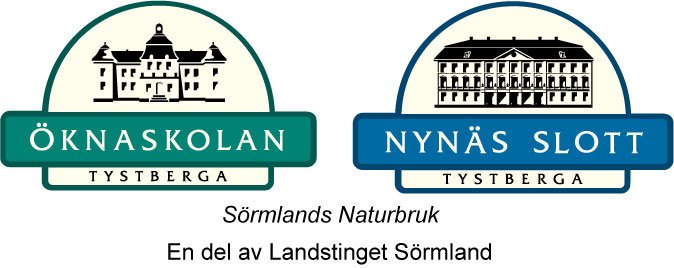 ÖKNASKOLAN
TYSTBERGA
NYNÄS SLOTT
TYSTBERGA
Sörmlands Naturbruk
En del av Landstinget Sörmland